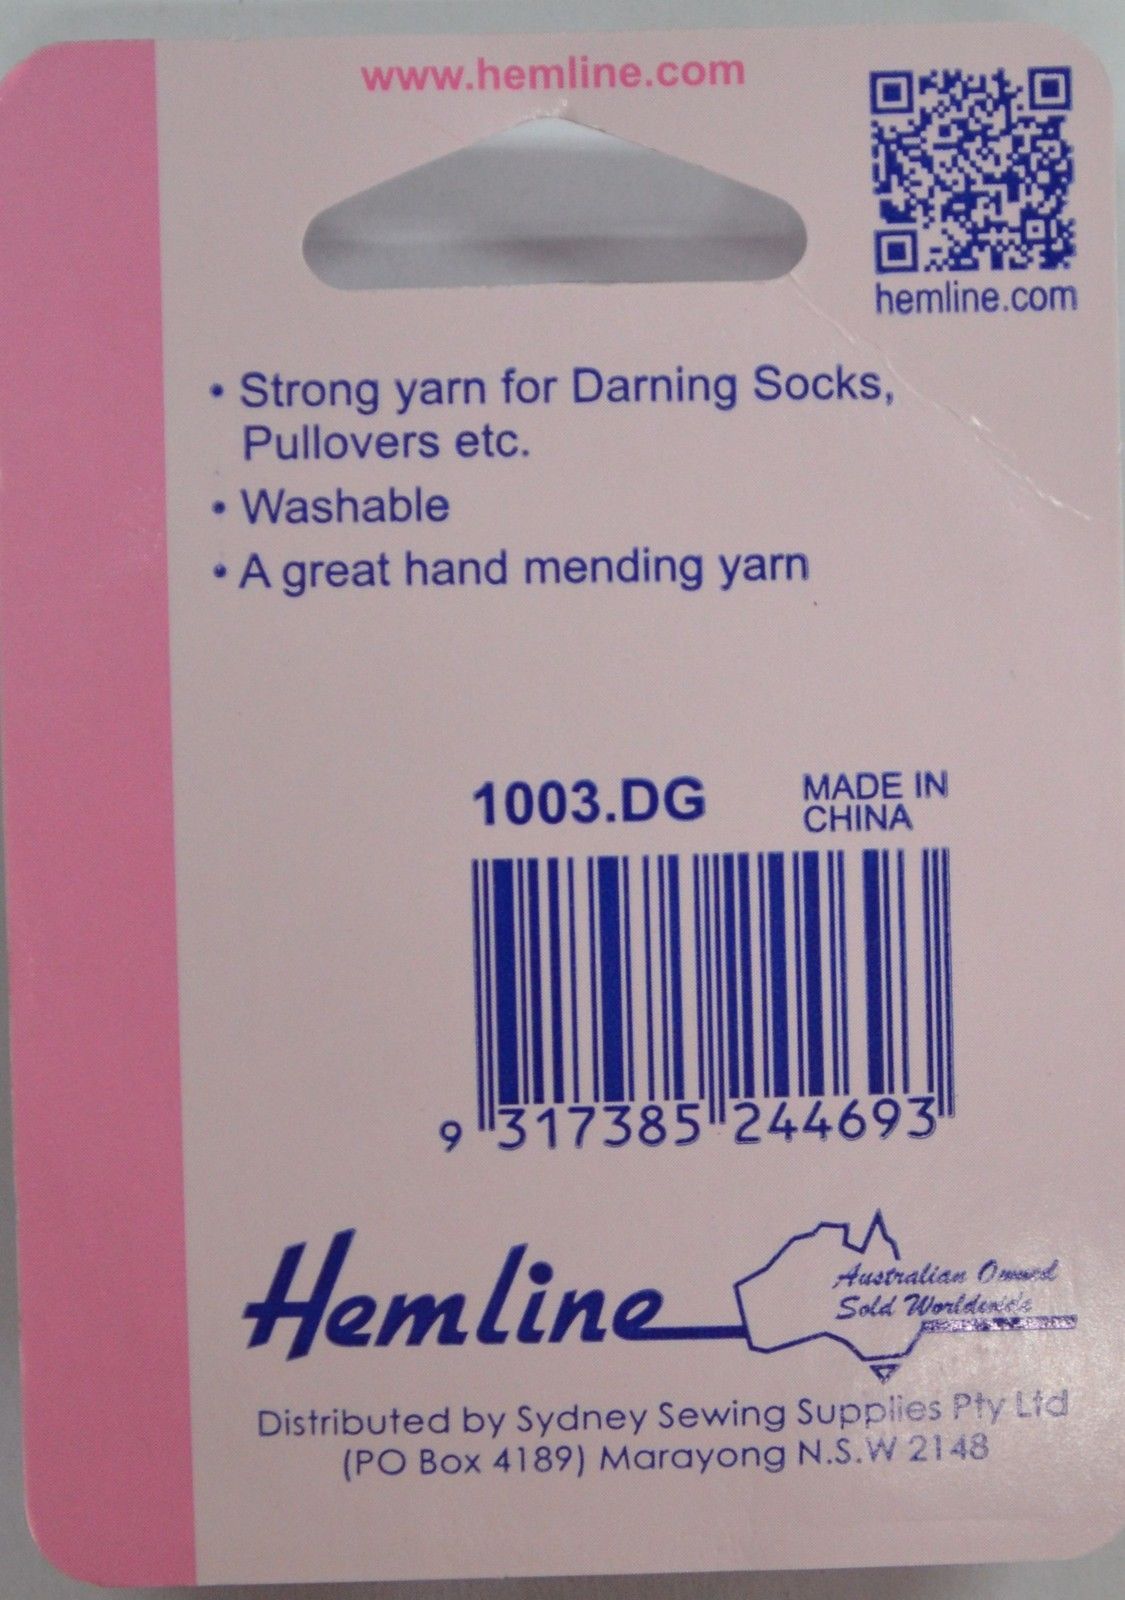 www.hemline.com
hemline.com
• Strong yarn for Darning Socks,
Pullovers etc.
• Washable
• A great hand mending yarn
1003.DG
MADE IN
CHINA
9 317385 244693
Hemline
Australian Owned
Sold Worldwide
Distributed by Sydney Sewing Supplies Pty Ltd
(PO Box 4189) Marayong N.S.W 2148